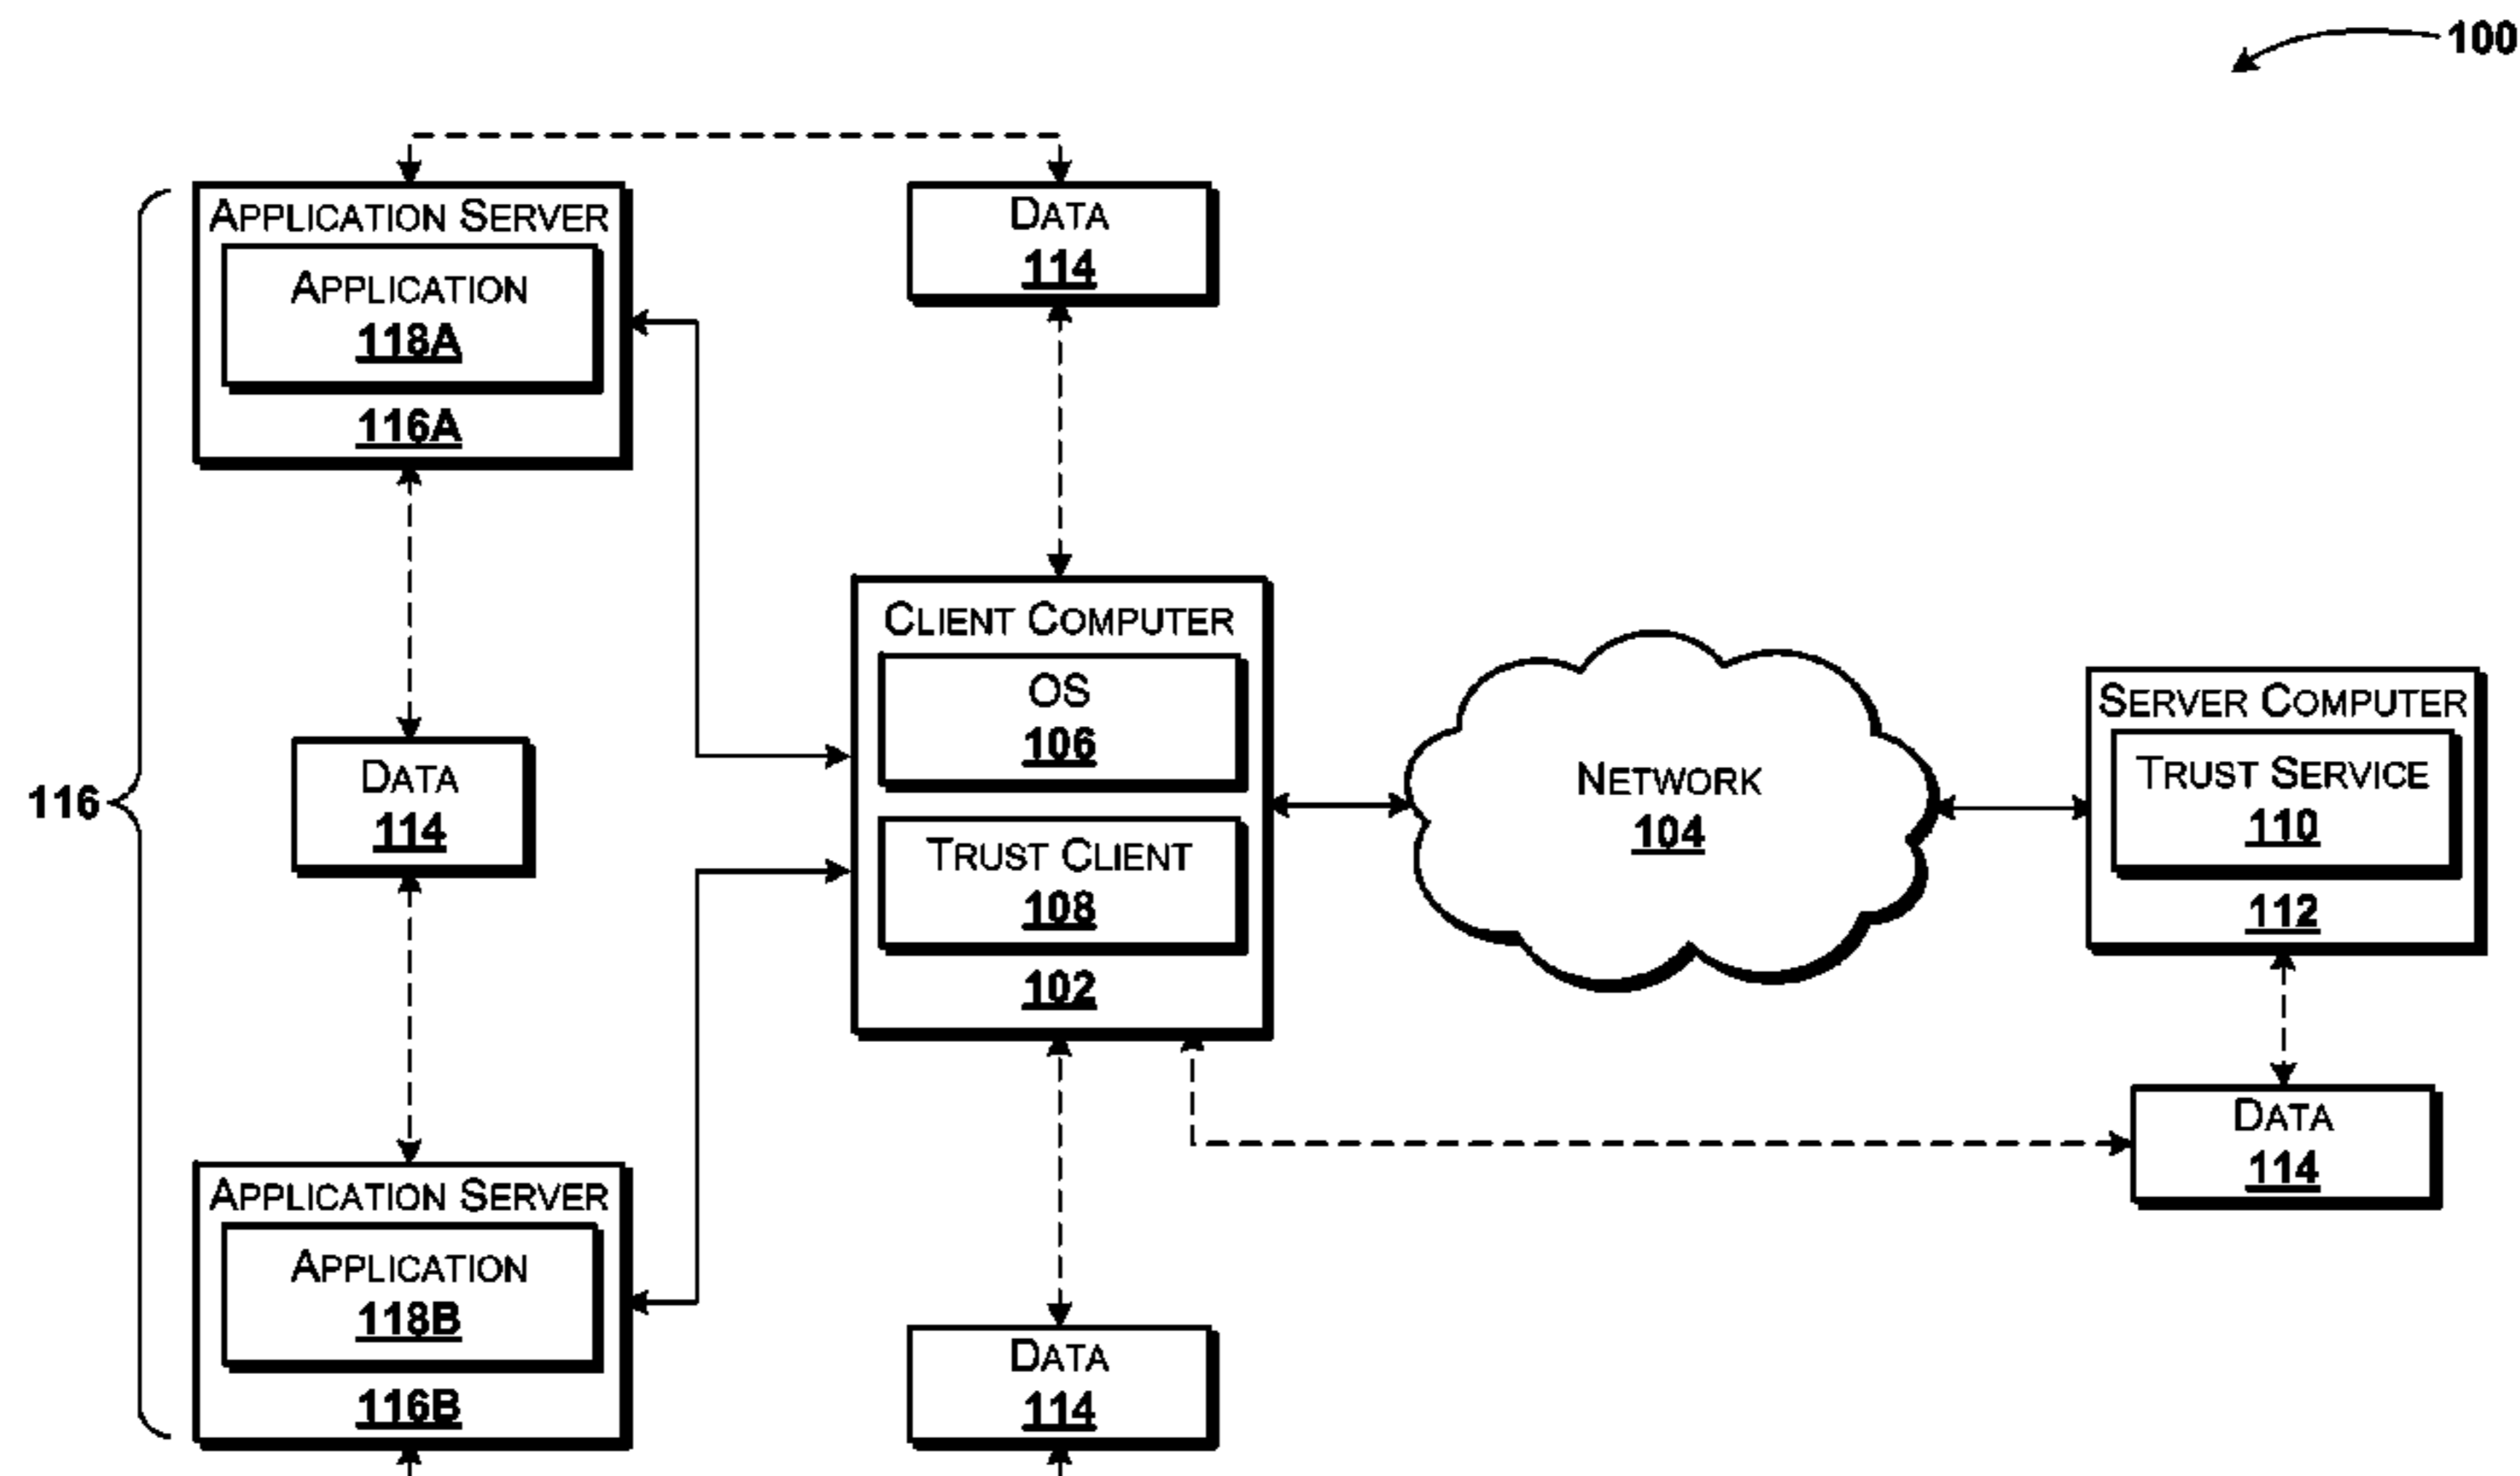 100
APPLICATION SERVER
APPLICATION
118A
116A
DATA
114
CLIENT COMPUTER
OS
106
TRUST CLIENT
108
102
NETWORK
104
SERVER COMPUTER
TRUST SERVICE
110
112
DATA
114
116
DATA
114
APPLICATION SERVER
APPLICATION
118B
116B
DATA
114